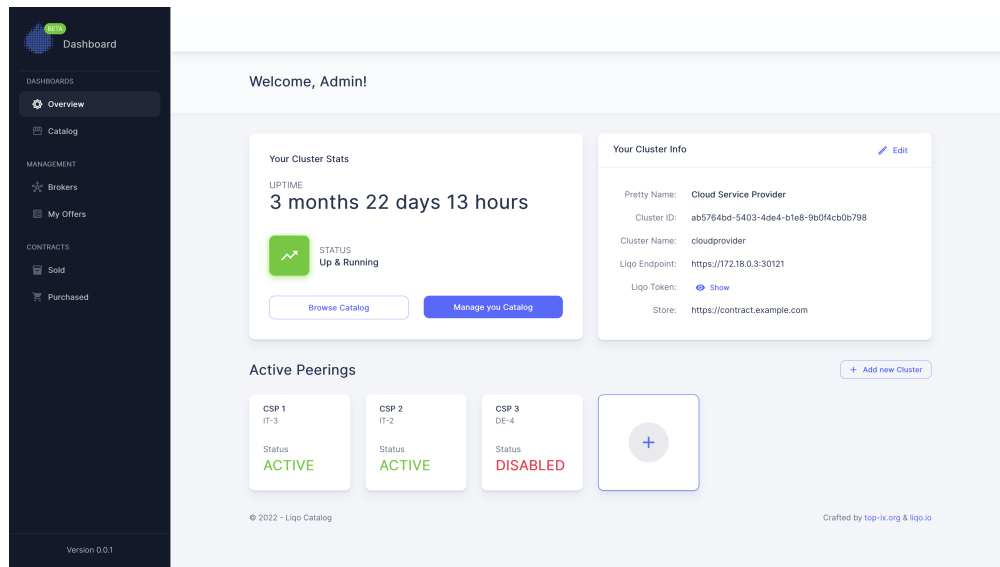 BETA
Dashboard
DASHBOARDS
Overview
Catalog
MANAGEMENT
Brokers
My Offers
CONTRACTS
Sold
Purchased
Version 0.0.1
Welcome, Admin!
Your Cluster Stats
UPTIME
3 months 22 days 13 hours
STATUS
Up & Running
Browse Catalog
Manage you Catalog
Your Cluster Info
Edit
Pretty Name: Cloud Service Provider
Cluster ID: ab5764bd-5403-4de4-b1e8-9b0f4cb0b798
Cluster Name: cloudprovider
Liqo Endpoint: https://172.18.0.3:30121
Liqo Token: Show
Store: https://contract.example.com
Active Peerings
+ Add new Cluster
CSP 1
IT-3
Status
ACTIVE
CSP 2
IT-2
Status
ACTIVE
CSP 3
DE-4
Status
DISABLED
+
© 2022 - Liqo Catalog
Crafted by top-ix.org & liqo.io